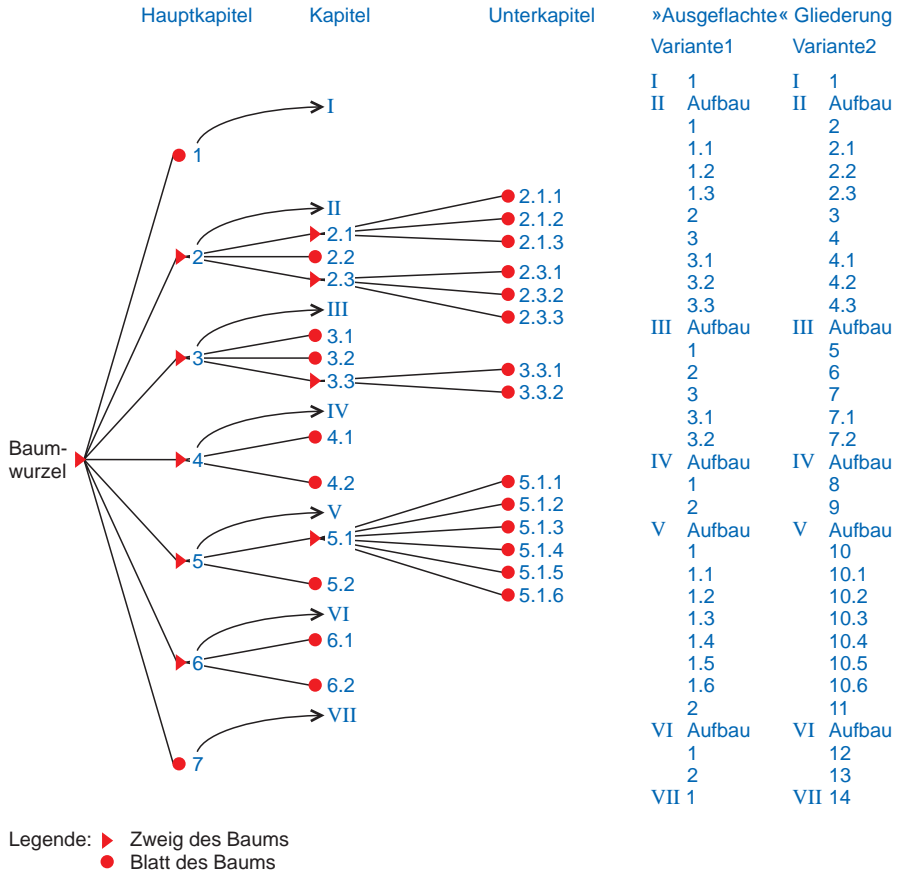 Hauptkapitel Kapitel Unterkapitel »Ausgeflachte« Gliederung
Variante1 Variante2
I 1 I 1
I
II Aufbau II Aufbau
1 2
1
1.1 2.1
1.2 2.2
1.3 2.3
2.1.1
II
2 3
2.1.2
2.1
3 4
2.1.3
2 2.2
3.1 4.1
2.3.1
2.3
3.2 4.2
2.3.2
3.3 4.3
III
2.3.3
III Aufbau III Aufbau
3.1
1 5
3 3.2
2 6
3.3.1
3.3
3 7
3.3.2
3.1 7.1
IV
3.2 7.2
4.1
Baum-
wurzel
4
IV Aufbau IV Aufbau
4.2
1 8
5.1.1
2 9
5.1.2
V
V Aufbau V Aufbau
5.1.3
5.1
1 10
5.1.4
5
1.1 10.1
5.1.5
5.2
1.2 10.2
5.1.6
1.3 10.3
VI
1.4 10.4
6.1
1.5 10.5
6
1.6 10.6
6.2
2 11
VII
VI Aufbau VI Aufbau
1 12
7
2 13
VII 1 VII 14
Legende: Zweig des Baums
Blatt des Baums